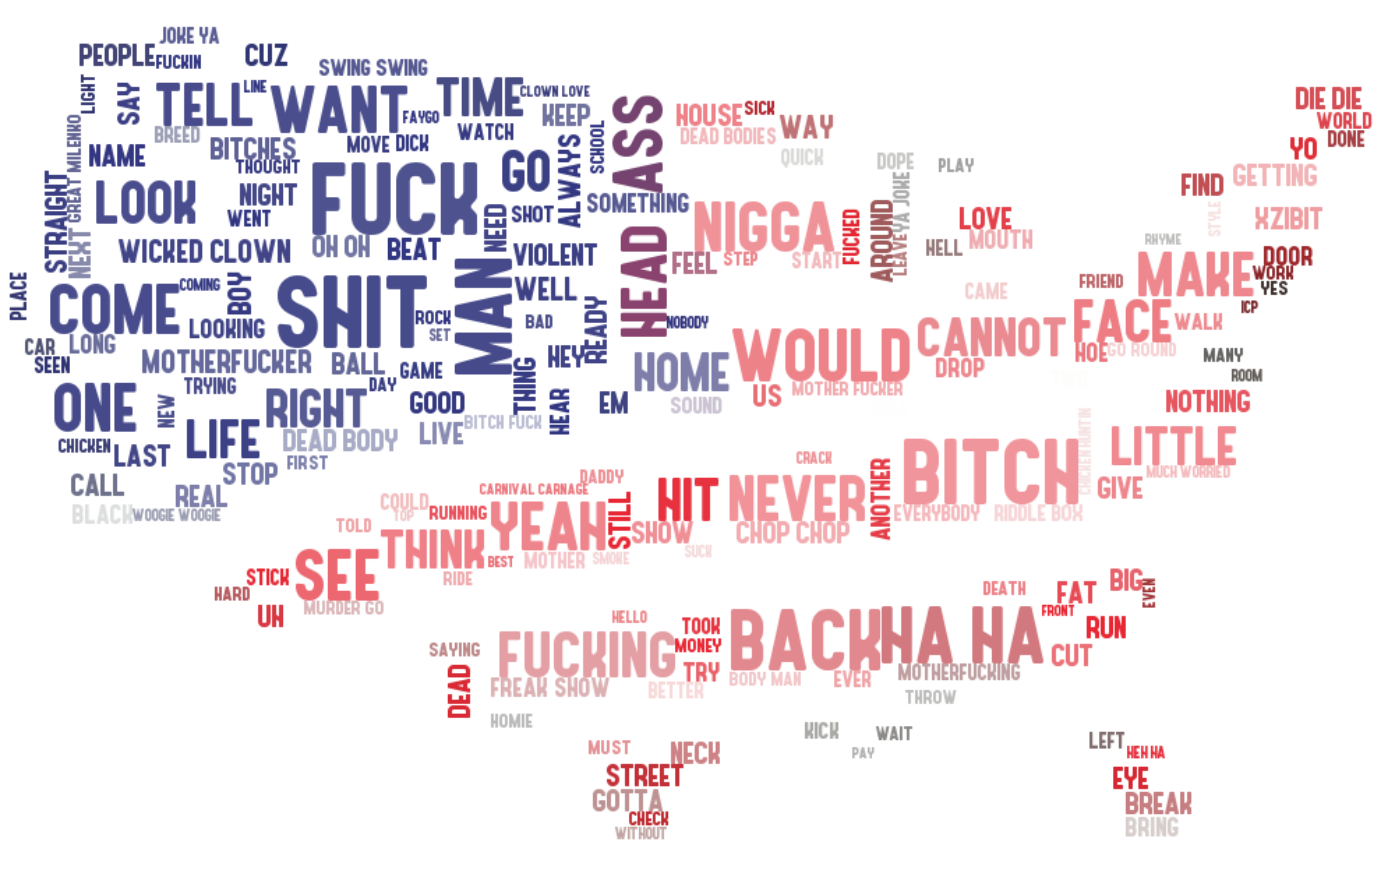 JOKE YA
PEOPLE
FUCKIN
CUZ
SWING SWING
LIGHT
SAY
TELL
LINE
WANT
FAYGO
TIME
CLOWN LOVE
KEEP
BREED
BITCHES
MOVE
DICK
WATCH
SCHOOL
ALWAYS
GREAT MILENKO
NAME
THOUGHT
NIGHT
FUCK
GO
SOMETHING
STRAIGHT
LOOK
WENT
NEED
SHOT
NEXT
WICKED CLOWN
OH OH
BEAT
MAN
VIOLENT
PLACE
COME
COMING
BOY
SHIT
WELL
LOOKING
ROCK
SET
BAD
READY
NOBODY
CAR
LONG
SEEN
MOTHERFUCKER
BALL
GAME
HEY
TRYING
DAY
THING
HOME
ONE
NEW
RIGHT
GOOD
HEAR
EM
SOUND
CHICKEN
LAST
LIFE
DEAD BODY
LIVE
BITCH FUCK
CALL
STOP
FIRST
REAL
BLACK
WOOGIE WOOGIE
ASS
HEAD
HOUSE
SICK
DEAD BODIES
WAY
QUICK
DOPE
PLAY
YA JOKE
NIGGA
FUCKED
AROUND
LEAVE
LOVE
MOUTH
HELL
FEEL
STEP
START
CAME
DIE DIE
WORLD
DONE
YO
GETTING
FIND
STYLE
XZIBIT
RHYME
DOOR
WORK
YES
MAKE
FRIEND
ICP
FACE
WALK
WOULD
CANNOT
HOE
GO ROUND
MANY
ROOM
US
MOTHER FUCKER
DROP
NOTHING
CHICKEN HUNTIN
LITTLE
MUCH WORRIED
BITCH
GIVE
CRACK
ANOTHER
EVERYBODY
RIDDLE BOX
DADDY
CARNIVAL CARNAGE
HIT
NEVER
COULD
TOP
RUNNING
YEAH
STILL
SHOW
CHOP CHOP
TOLD
THINK
BEST
MOTHER
SMOKE
SUCK
SEE
RIDE
STICK
HARD
MURDER GO
UH
DEATH
FAT
BIG
EVEN
FRONT
RUN
CUT
HELLO
TOOK
MONEY
BACK
HA HA
SAYING
FUCKING
TRY
BODY MAN
EVER
MOTHERFUCKING
DEAD
FREAK SHOW
BETTER
THROW
HOMIE
KICK
WAIT
PAY
LEFT
HEH HA
MUST
NECK
STREET
EYE
GOTTA
BREAK
CHECK
BRING
WITHOUT